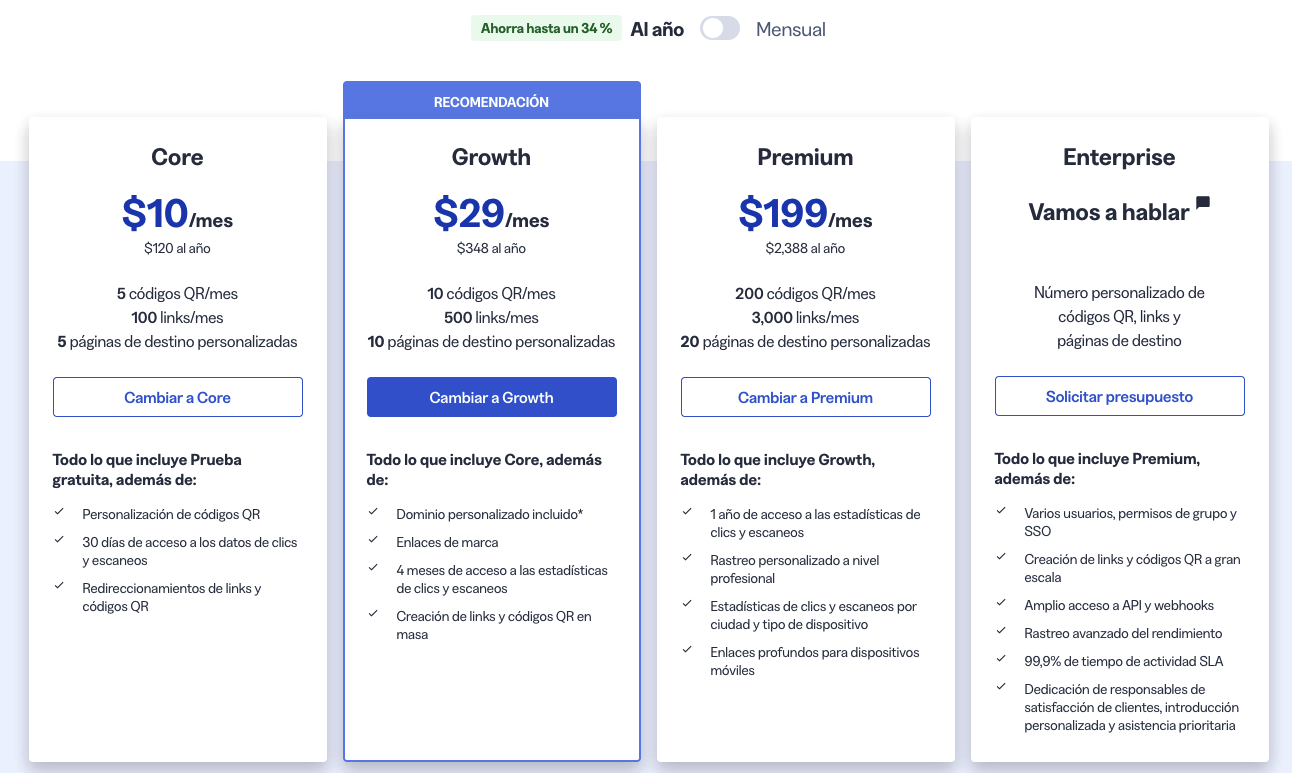 Ahorra hasta un 34 % Al año Mensual
RECOMENDACIÓN
Core
$10/mes
$120 al año
5 códigos QR/mes
100 links/mes
5 páginas de destino personalizadas
Cambiar a Core
Todo lo que incluye Prueba
gratuita, además de:
Personalización de códigos QR
30 días de acceso a los datos de clics
y escaneos
Redireccionamientos de links y
códigos QR
Growth
$29/mes
$348 al año
10 códigos QR/mes
500 links/mes
10 páginas de destino personalizadas
Cambiar a Growth
Todo lo que incluye Core, además
de:
Dominio personalizado incluido*
Enlaces de marca
4 meses de acceso a las estadísticas
de clics y escaneos
Creación de links y códigos QR en
masa
Premium
$199/mes
$2,388 al año
200 códigos QR/mes
3,000 links/mes
20 páginas de destino personalizadas
Cambiar a Premium
Todo lo que incluye Growth,
además de:
1 año de acceso a las estadísticas de
clics y escaneos
Rastreo personalizado a nivel
profesional
Estadísticas de clics y escaneos por
ciudad y tipo de dispositivo
Enlaces profundos para dispositivos
móviles
Enterprise
Vamos a hablar
Número personalizado de
códigos QR, links y
páginas de destino
Solicitar presupuesto
Todo lo que incluye Premium,
además de:
Varios usuarios, permisos de grupo y
SSO
Creación de links y códigos QR a gran
escala
Amplio acceso a API y webhooks
Rastreo avanzado del rendimiento
99,9% de tiempo de actividad SLA
Dedicación de responsables de
satisfacción de clientes, introducción
personalizada y asistencia prioritaria